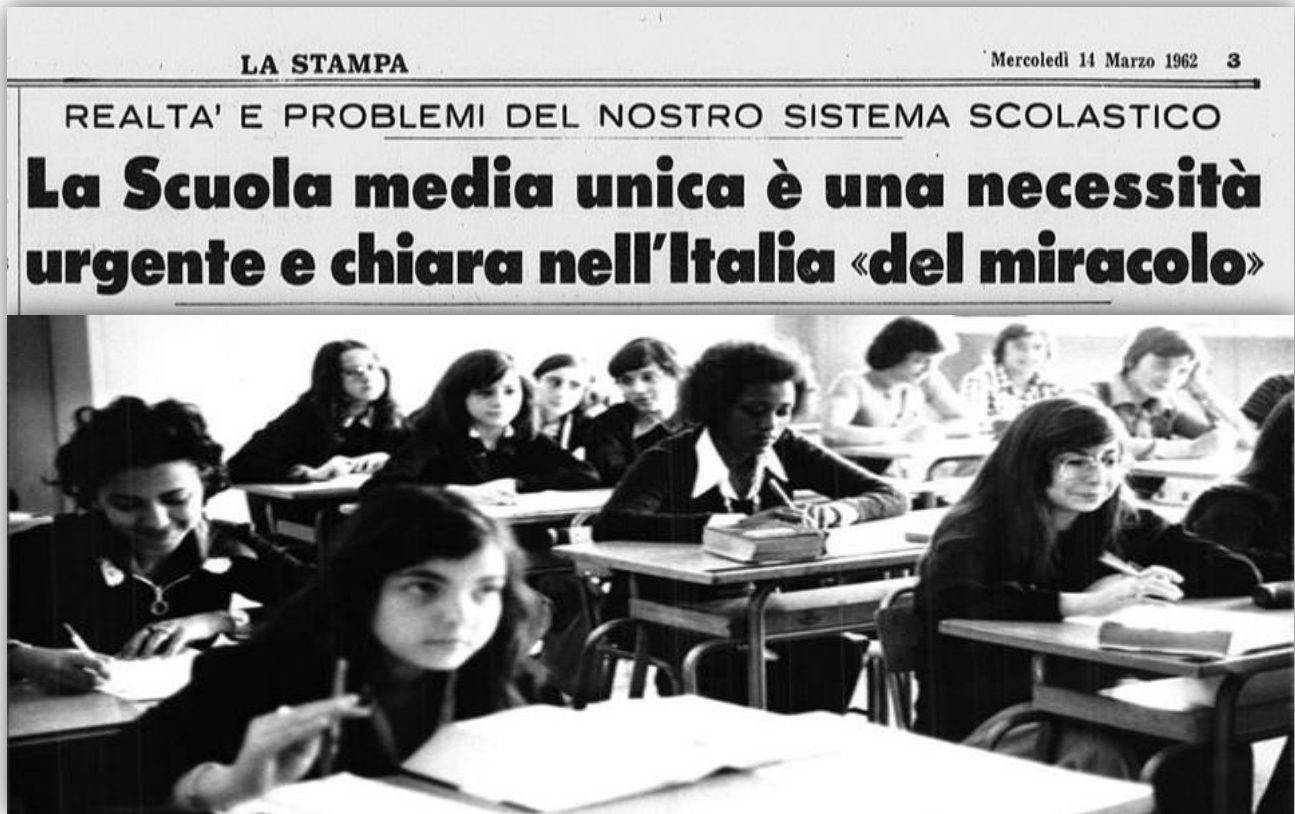 LA STAMPA
Mercoledì 14 Marzo 1962 3
REALTA' E PROBLEMI DEL NOSTRO SISTEMA SCOLASTICO
La Scuola media unica è una necessità
urgente e chiara nell'Italia «del miracolo»